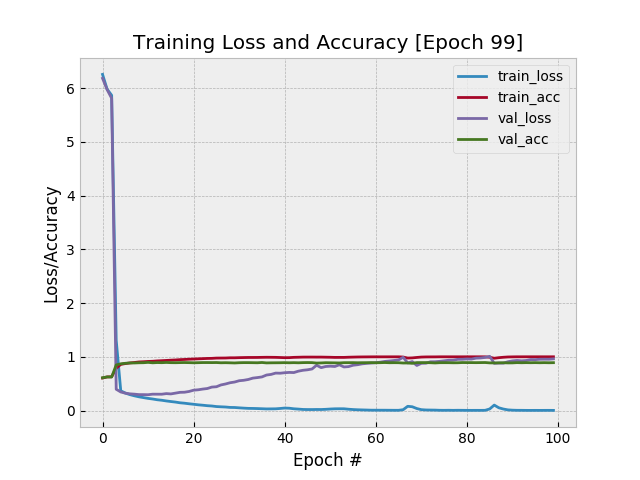 Training Loss and Accuracy [Epoch 99]
train_loss
train_acc
val_loss
val_acc
Loss/Accuracy
6
5
4
3
2
1
0
0 20 40 60 80 100
Epoch #